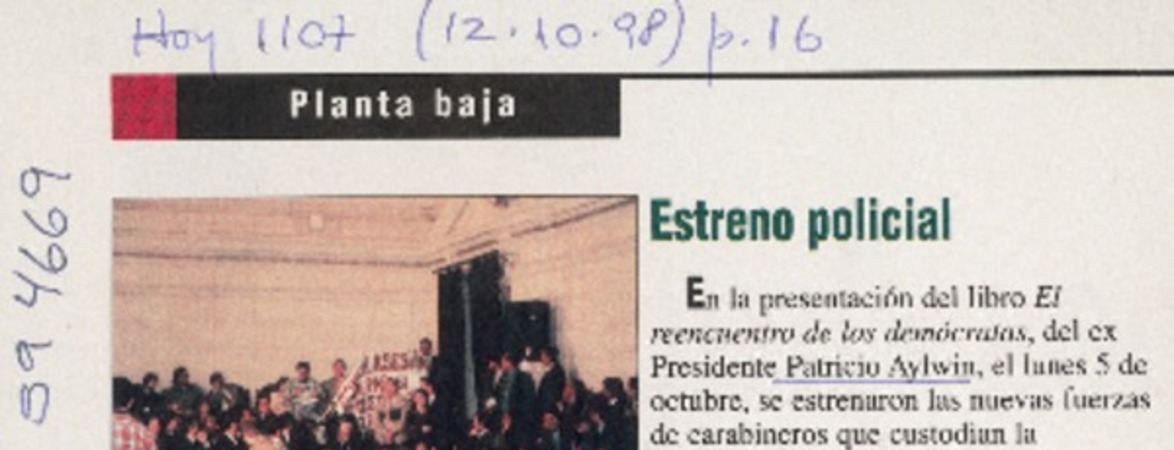 Hoy 1107 (12.10.98) p.16
Planta baja
59 4669
Estreno policial
En la presentación del libro El
reencuentro de los demócratas, del ex
Presidente Patricio Aylwin, el lunes 5 de
octubre, se estrenaron las nuevas fuerzas
de carabineros que custodian la
ASESIN